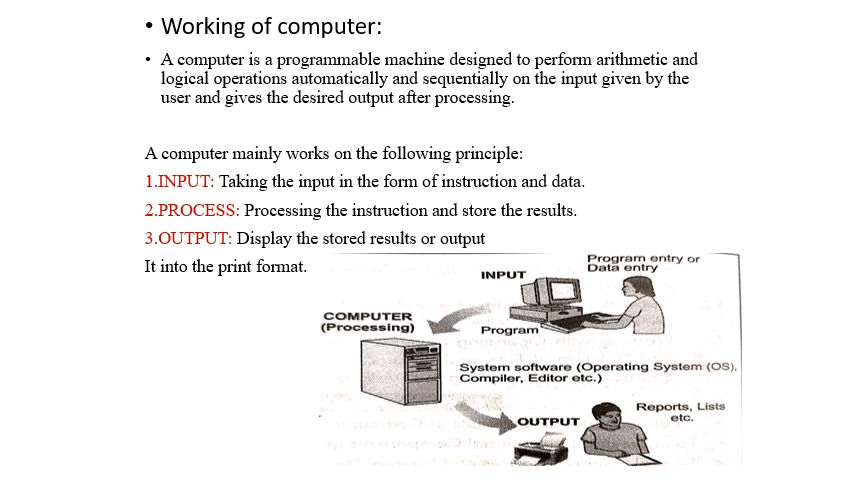 • Working of computer:
• A computer is a programmable machine designed to perform arithmetic and
logical operations automatically and sequentially on the input given by the
user and gives the desired output after processing.
A computer mainly works on the following principle:
1.INPUT: Taking the input in the form of instruction and data.
2.PROCESS: Processing the instruction and store the results.
3.OUTPUT: Display the stored results or output
It into the print format.
Program entry or
Data entry
INPUT
COMPUTER
(Processing)
Program
System software (Operating System (OS),
Compiler, Editor etc.)
Reports, Lists
etc.
OUTPUT